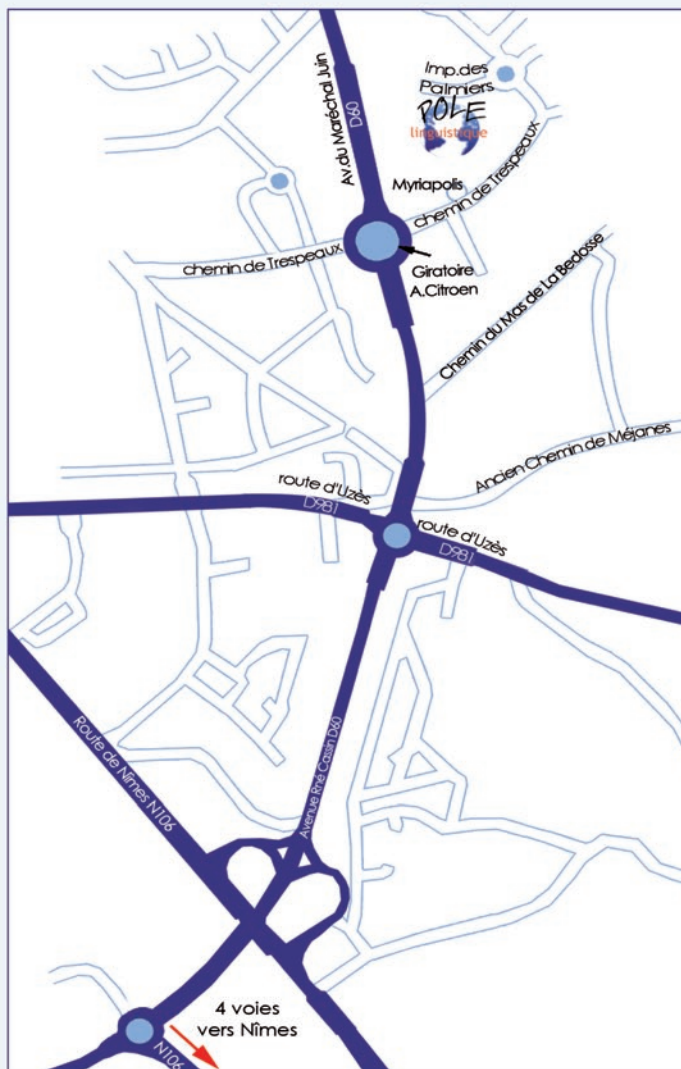 Av.du Maréchal Juin
D60
Imp.des
Palmiers
POLE
linguistique
Myriapolis
chemin de Trespeaux
chemin de Trespeaux
Giratoire
A.Citroen
Chemin du Mas de La Bedosse
Ancien Chemin de Méjanes
route d'Uzès
D981
route d'Uzès
D981
Avenue Rné Cassin D60
Route de Nîmes N106
4 voies
vers Nîmes
N106